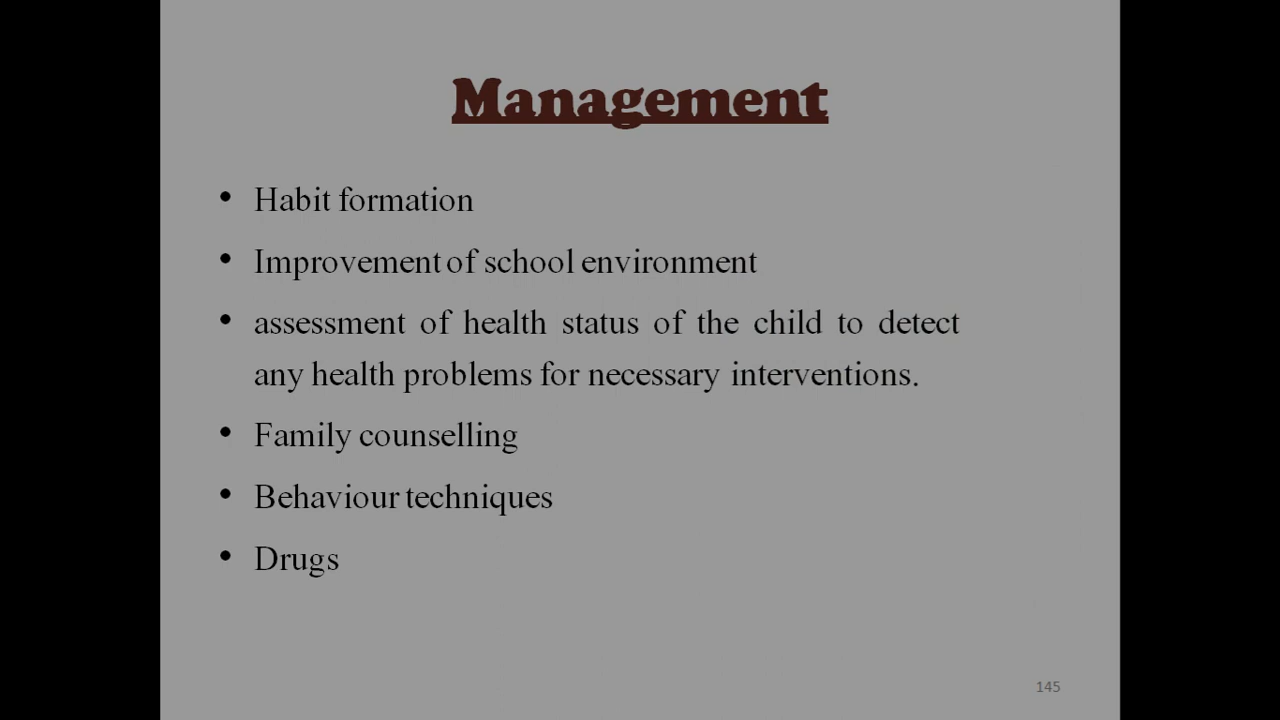 Management
• Habit formation
• Improvement of school environment
• assessment of health status of the child to detect
any health problems for necessary interventions.
• Family counselling
• Behaviour techniques
• Drugs
145